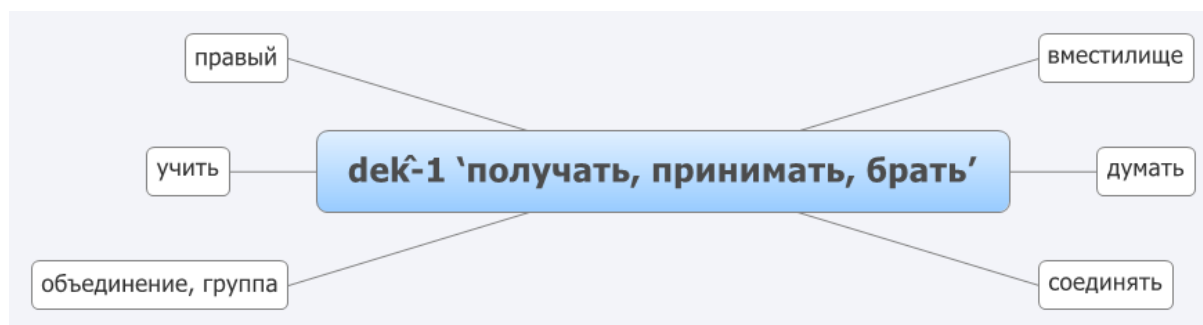 правый
вместилище
dek̂-1 ‘получать, принимать, брать’
учить
думать
объединение, группа
соединять